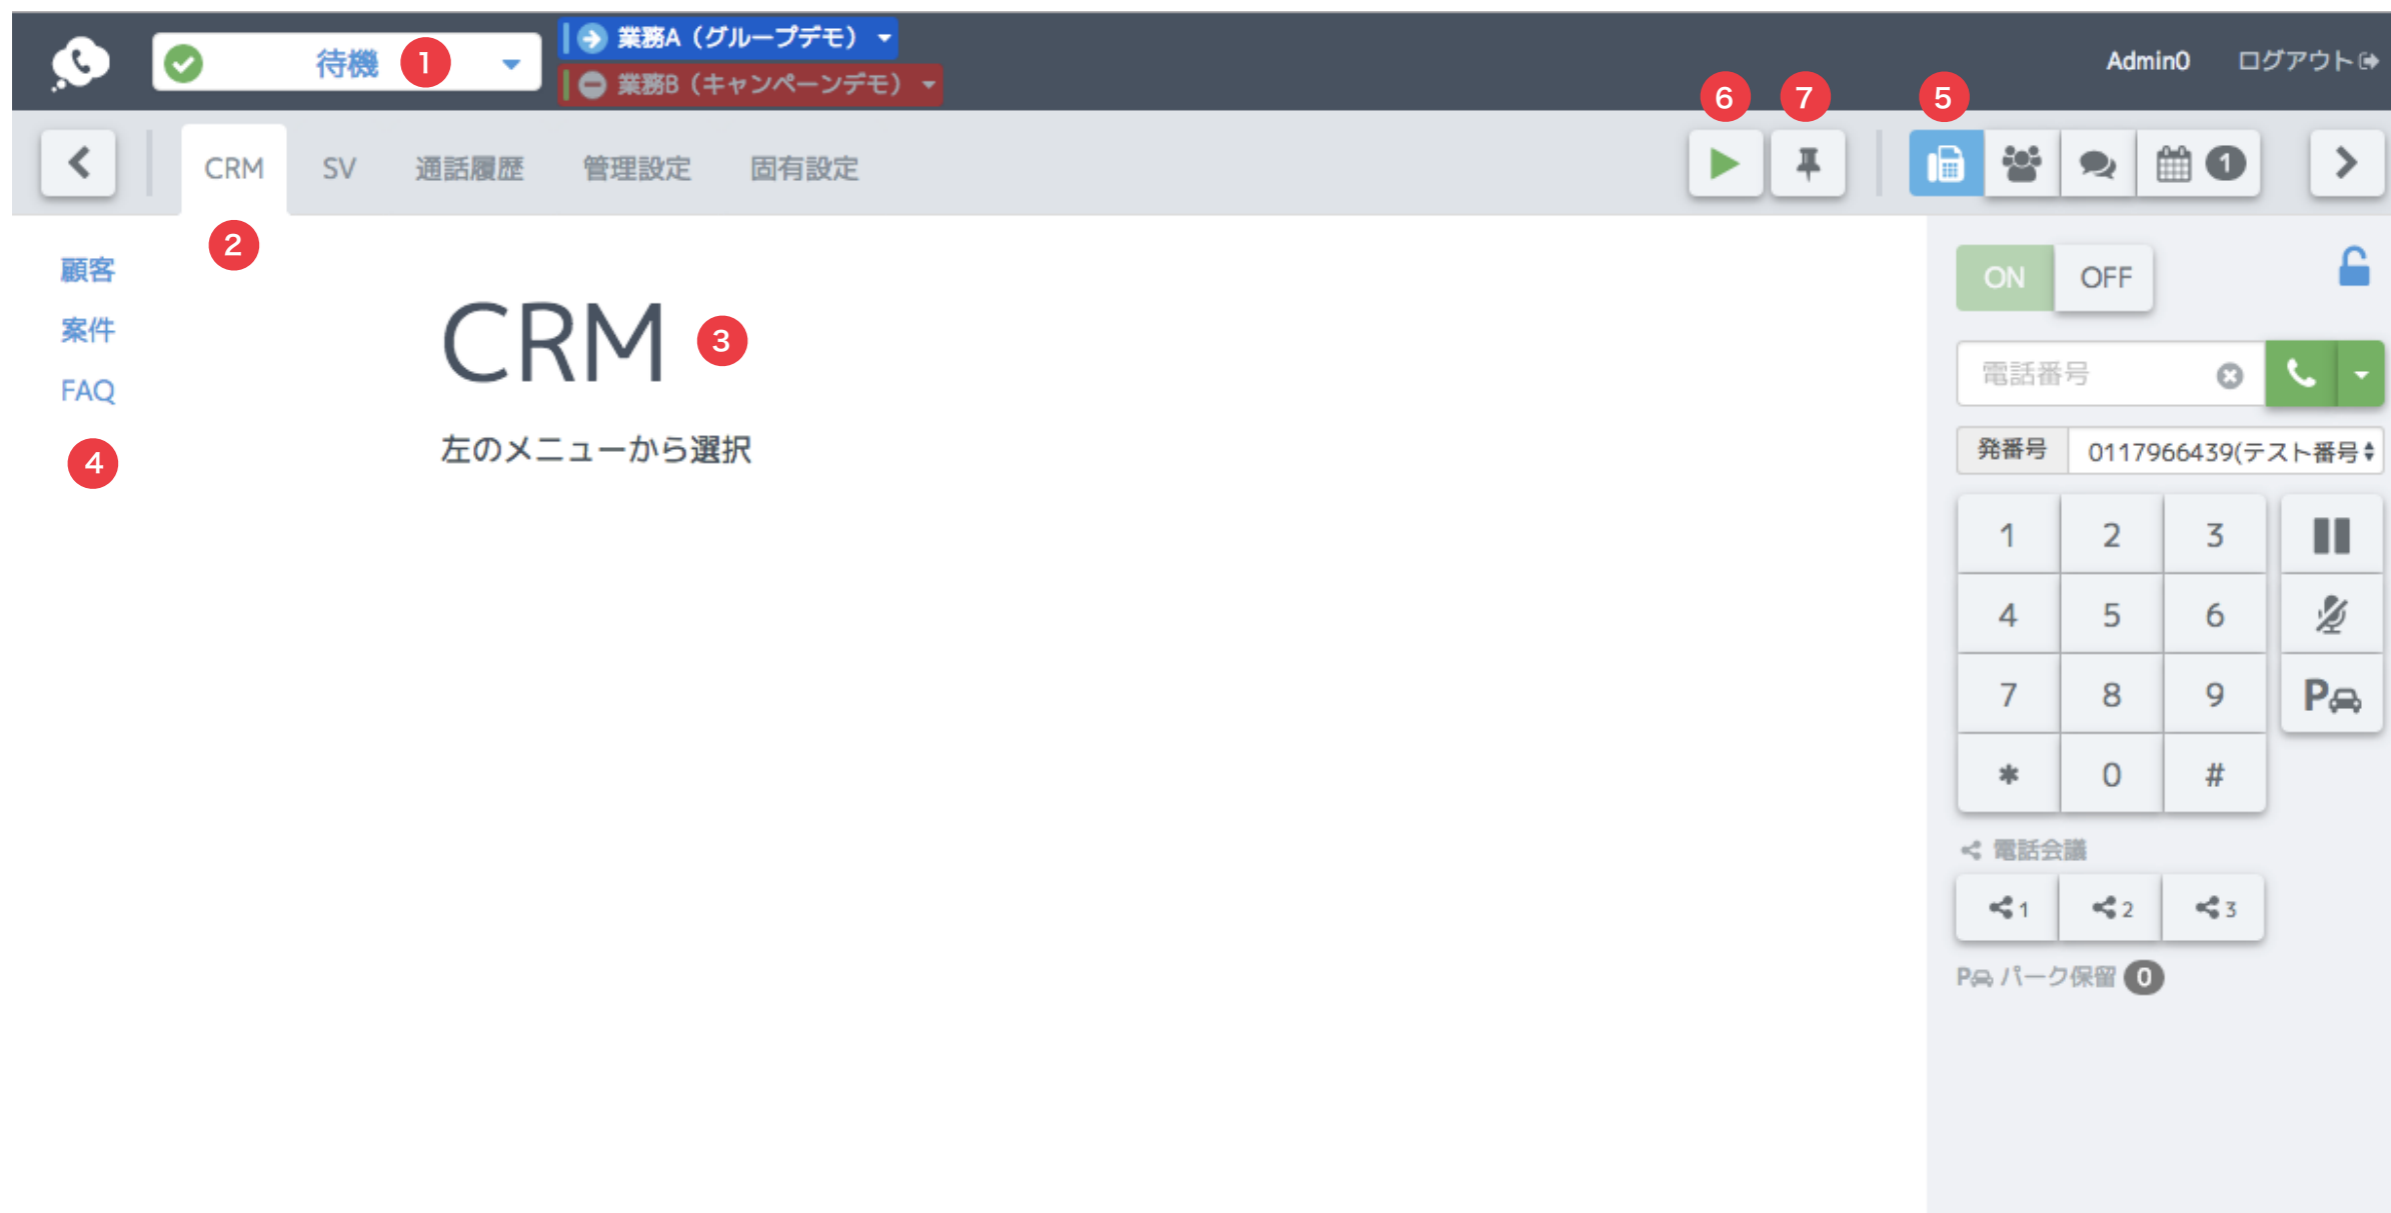 待機 1
業務A（グループデモ）
業務B（キャンペーンデモ）
Admin0 ログアウト
6 7 5
CRM SV 通話履歴 管理設定 固有設定
1
2
顧客
案件
FAQ
4
CRM 3
左のメニューから選択
ON OFF
電話番号
発番号 0117966439(テスト番号
1 2 3
4 5 6
7 8 9 P
* 0 #
電話会議
1 2 3
P パーク保留 0